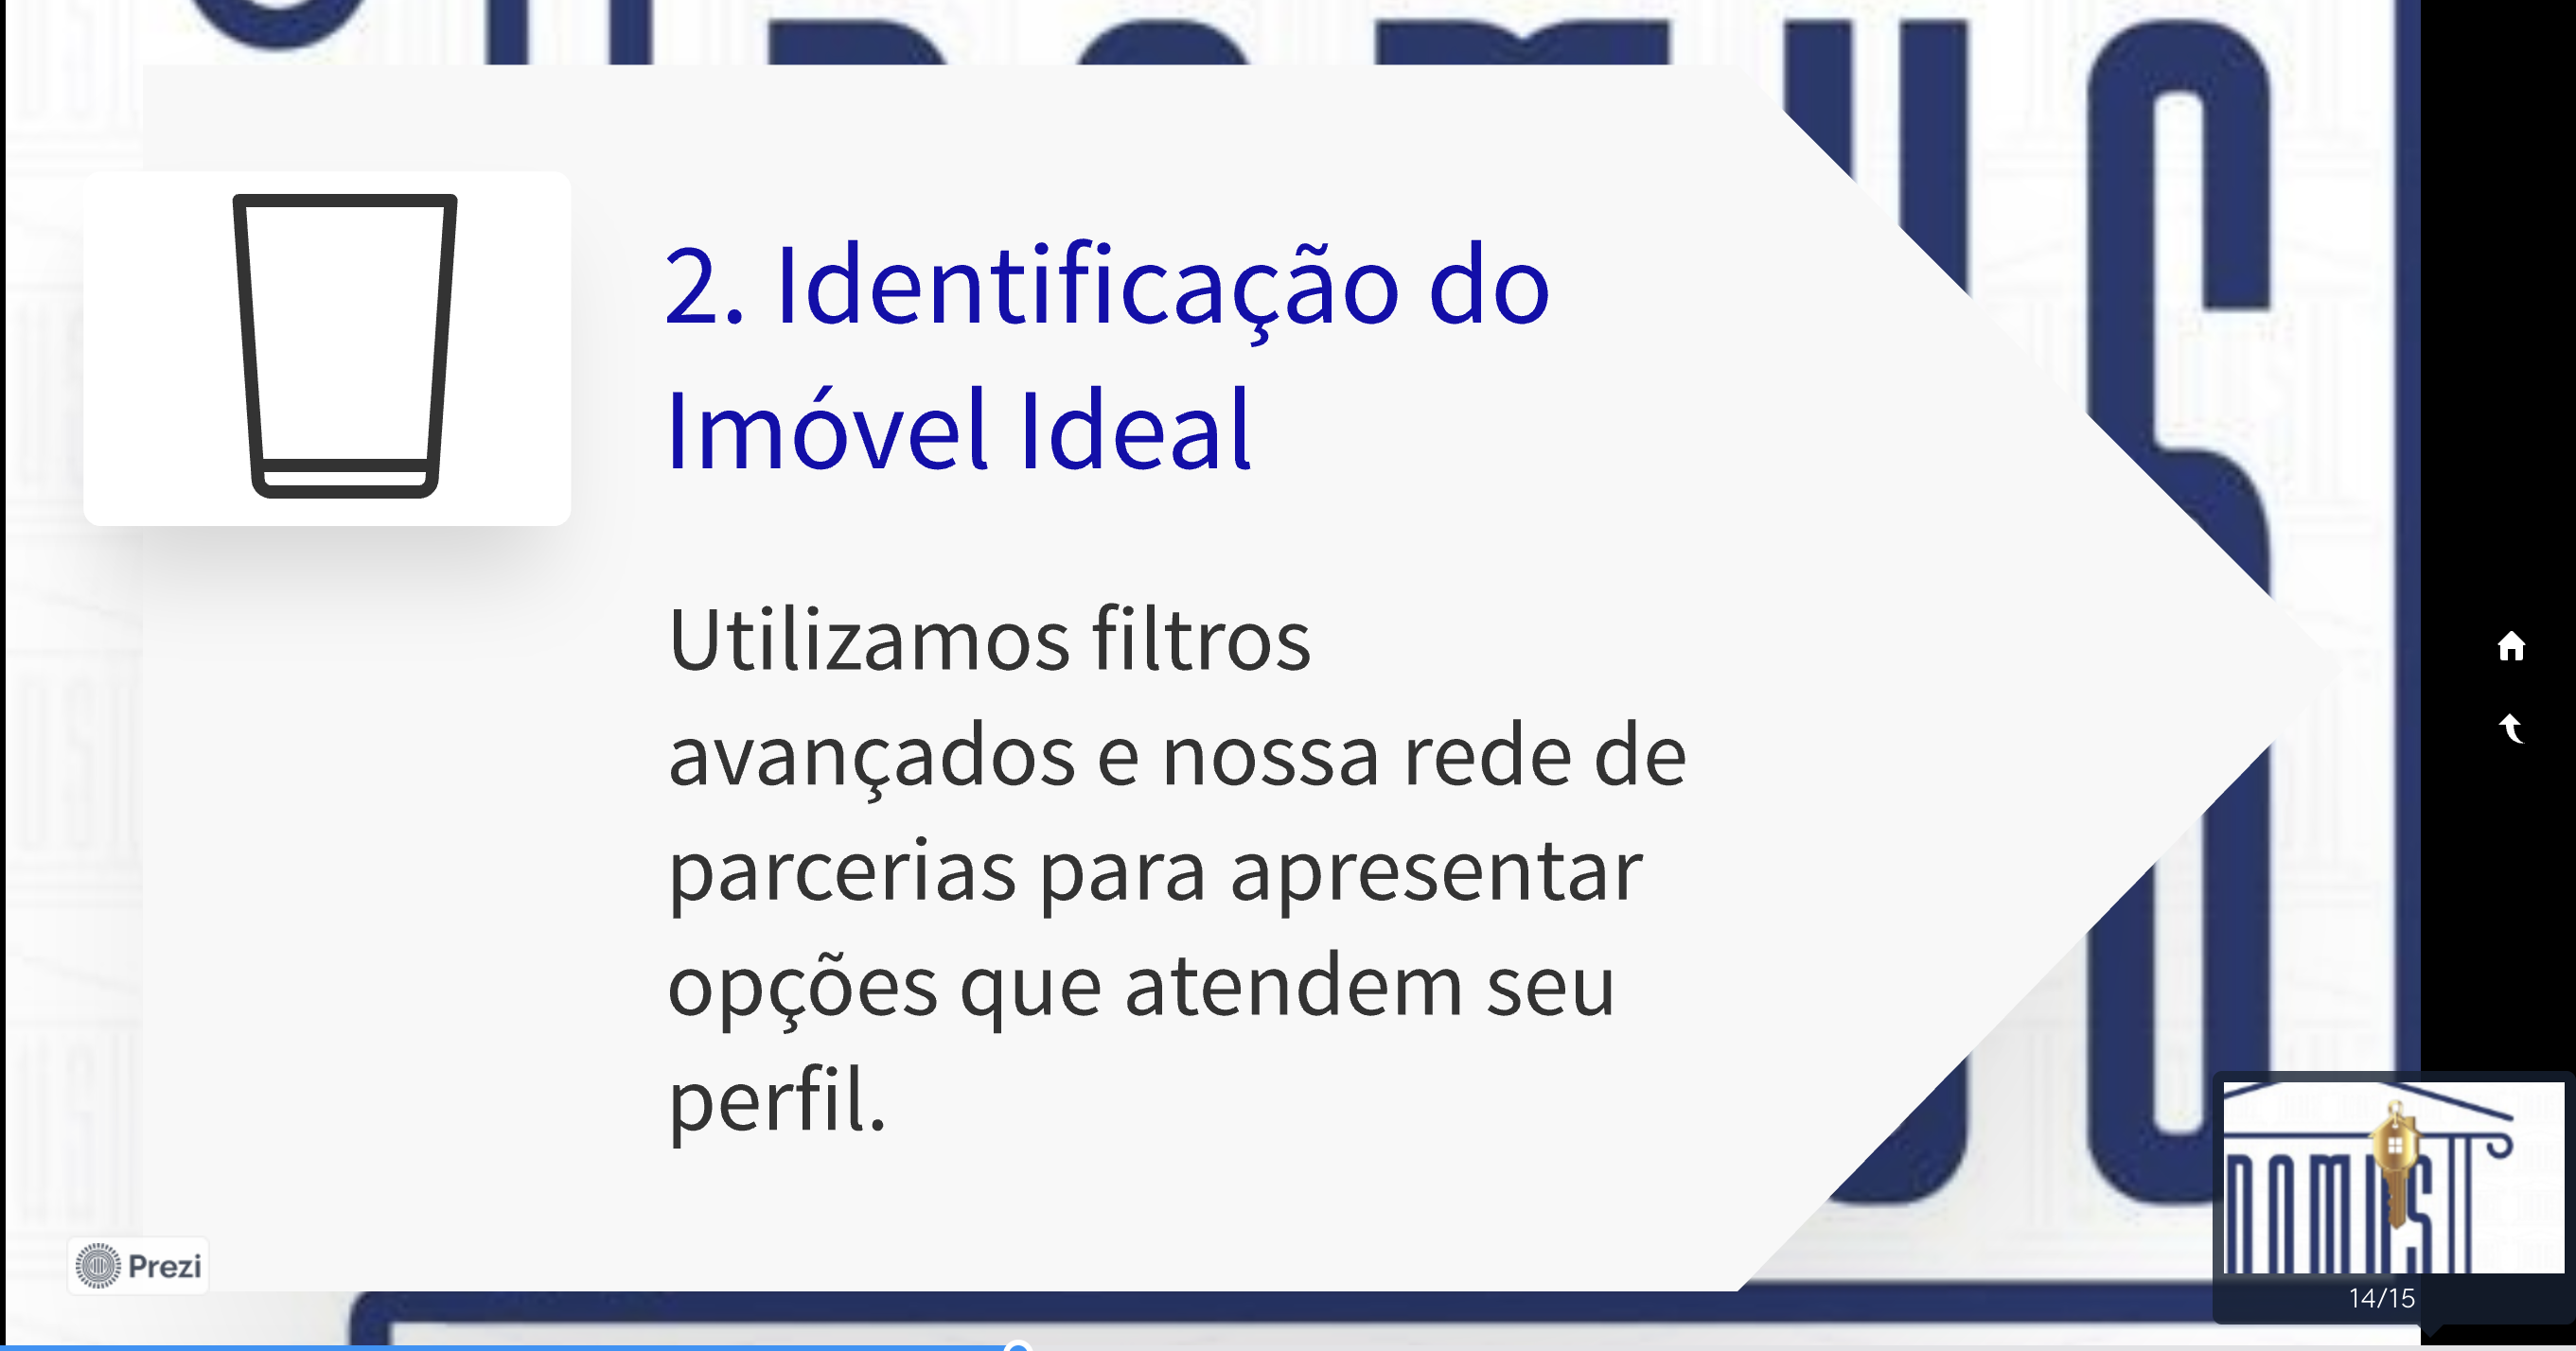 2. Identificação do
Imóvel Ideal
Utilizamos filtros
avançados e nossa rede de
parcerias para apresentar
opções que atendem seu
perfil.
Prezi
DOMUS
14/15